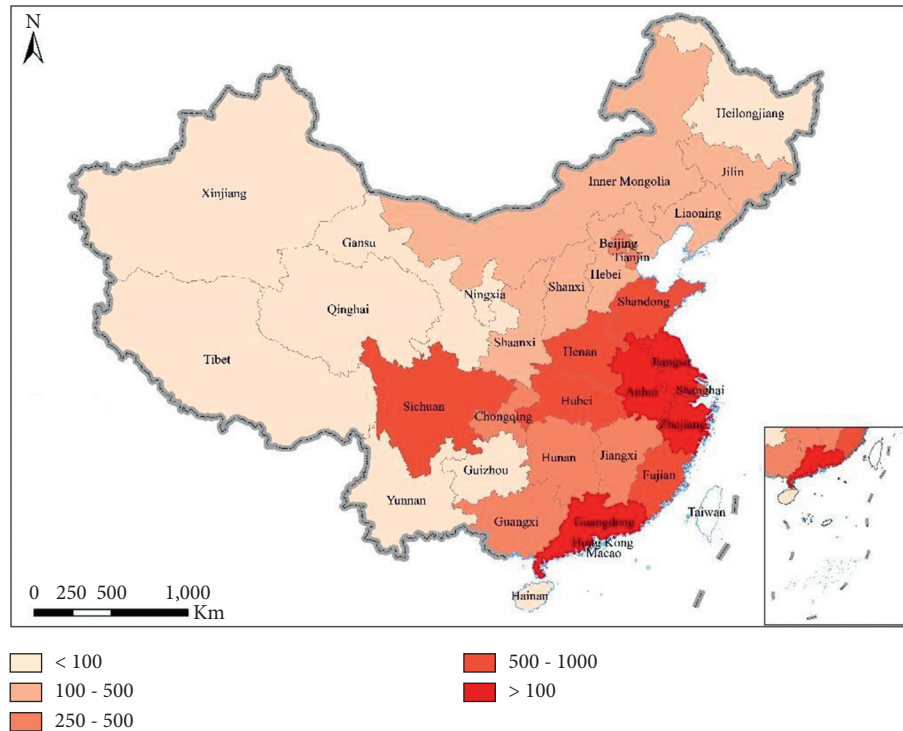 N
Heilongjiang
Jilin
Inner Mongolia
Xinjiang
Liaoning
Gansu
Beijing
Tianjin
Hebei
Ningxia
Shanxi
Shandong
Qinghai
Shaanxi
Henan
Tibet
Jiangsu
Anhui
Shanghai
Sichuan
Hubei
Chongqing
Zhejiang
Hunan
Jiangxi
Guizhou
Fujian
Yunnan
Taiwan
Guangxi
Guangdong
Hong Kong
Macao
Hainan
0 250 500 1,000
Km
< 100
100 - 500
250 - 500
500 - 1000
> 100